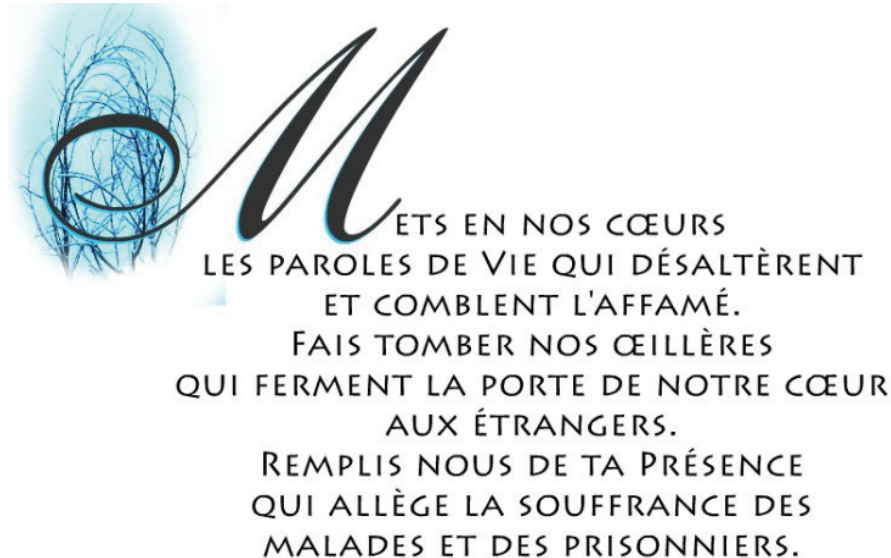 Mets en nos cœurs
les paroles de Vie qui désaltèrent
et comblent l'affamé.
Fais tomber nos œillères
qui ferment la porte de notre cœur
aux étrangers.
Remplis nous de ta Présence
qui allège la souffrance des
malades et des prisonniers.